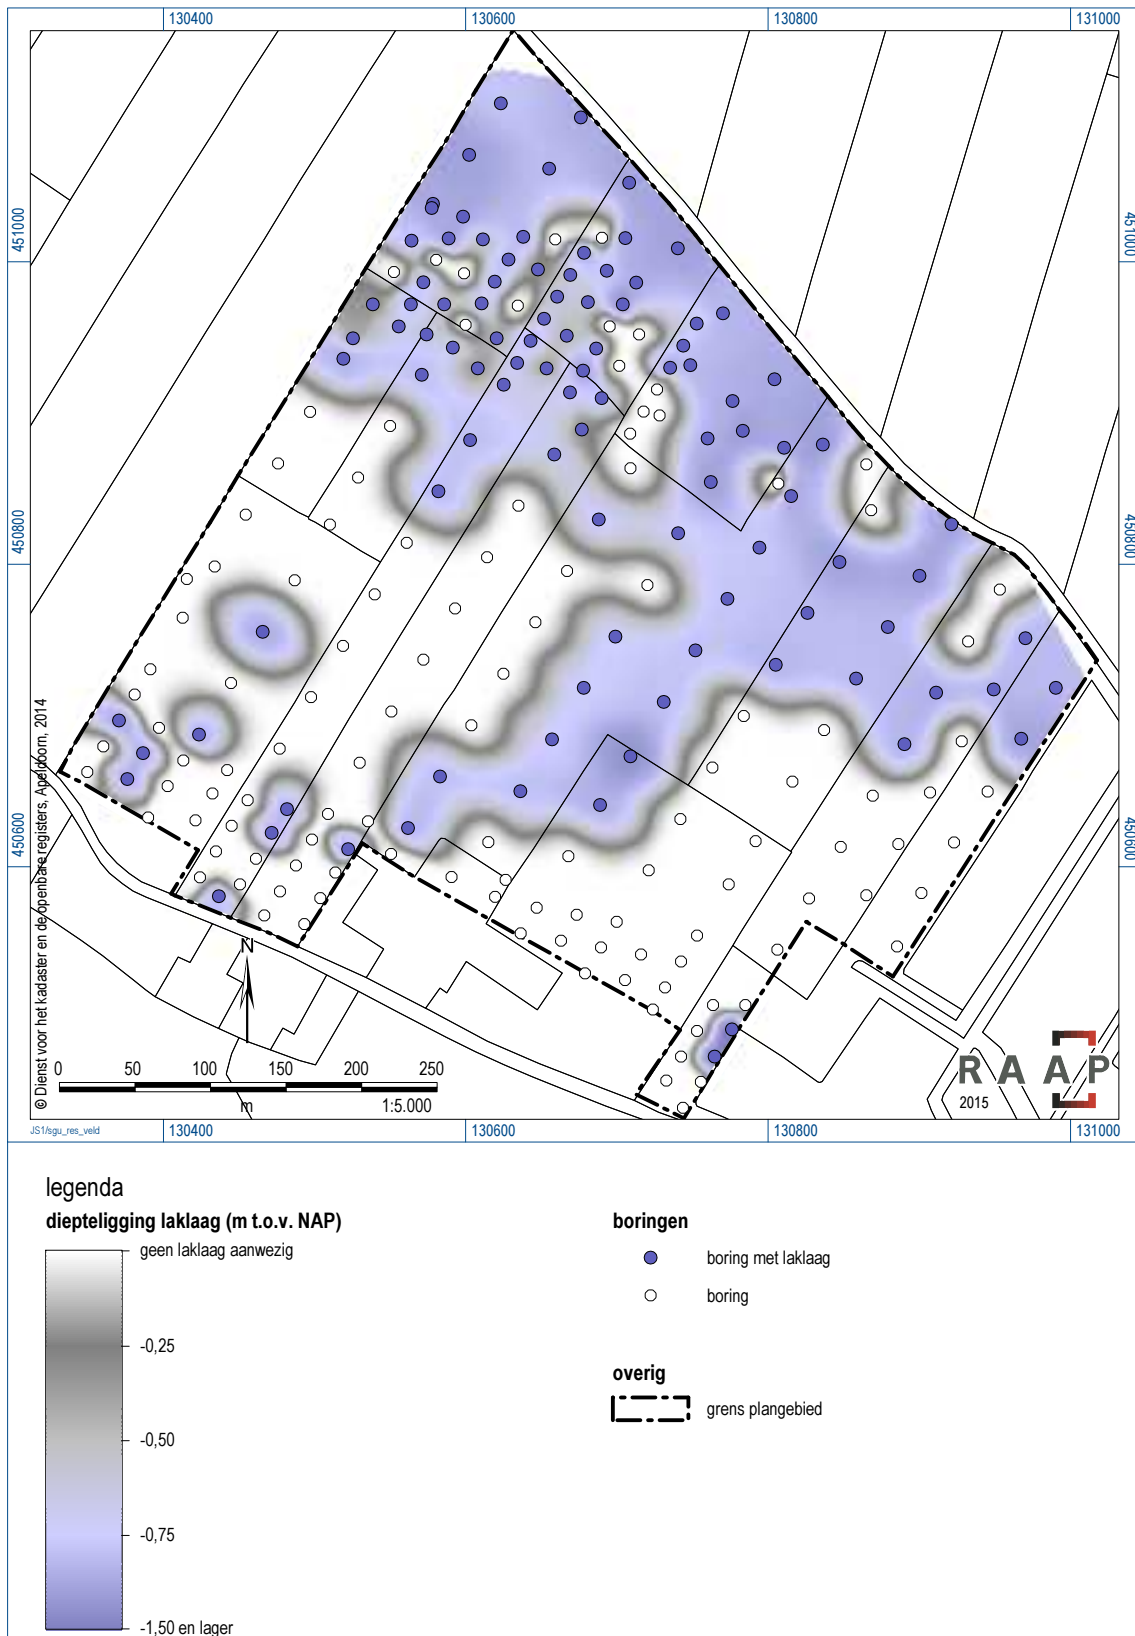 130400 130600 130800 131000
451000 451000
450800 450800
450600 450600
© Dienst voor het kadaster en de openbare registers, Apeldoorn, 2014
N
0 50 100 150 200 250
m 1:5.000
RAAP
2015
JS1/sgu_res_veld
130400 130600 130800 131000
legenda
diepteligging laklaag (m t.o.v. NAP)
geen laklaag aanwezig
-0,25
-0,50
-0,75
-1,50 en lager
boringen
boring met laklaag
boring
overig
grens plangebied